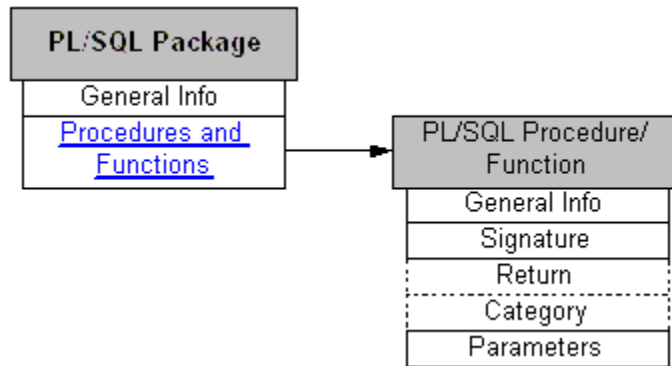 PL/SQL Package
General Info
Procedures and
Functions
PL/SQL Procedure/
Function
General Info
Signature
Return
Category
Parameters